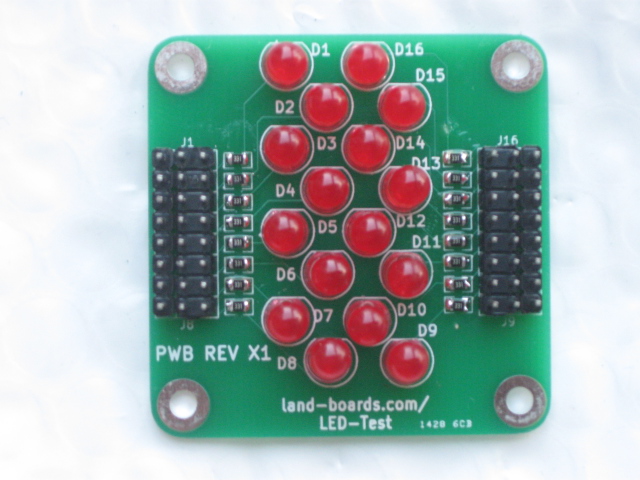 D1 D16
D15
D2
D3 D14
J1 J16
D13
D4
D5 D12
D11
D6
D7 D10
J8 J9
D9
PWB REV X1
D8
land-boards.com/
LED-Test
1420 6CB